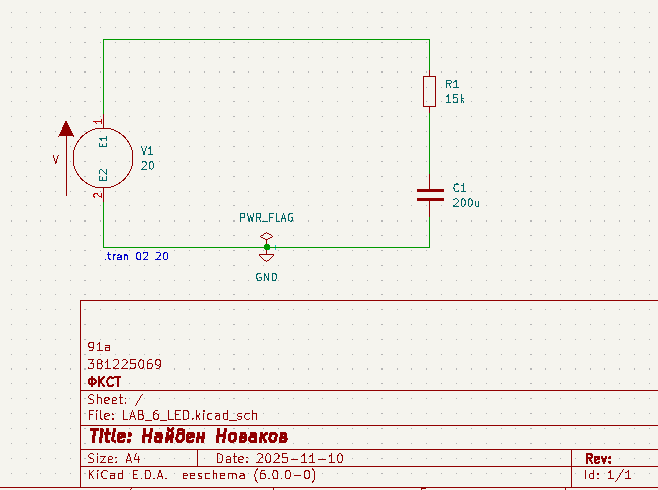 R1
15k
1
E1
V1
20
V
E2
2
C1
200u
PWR_FLAG
.tran 02 20
GND
91а
381225069
ФКСТ
Sheet: /
File: LAB_6_LED.kicad_sch
Title: Найден Новаков
Size: A4
Date: 2025-11-10
Rev:
KiCad E.D.A. eeschema (6.0.0-0)
Id: 1/1